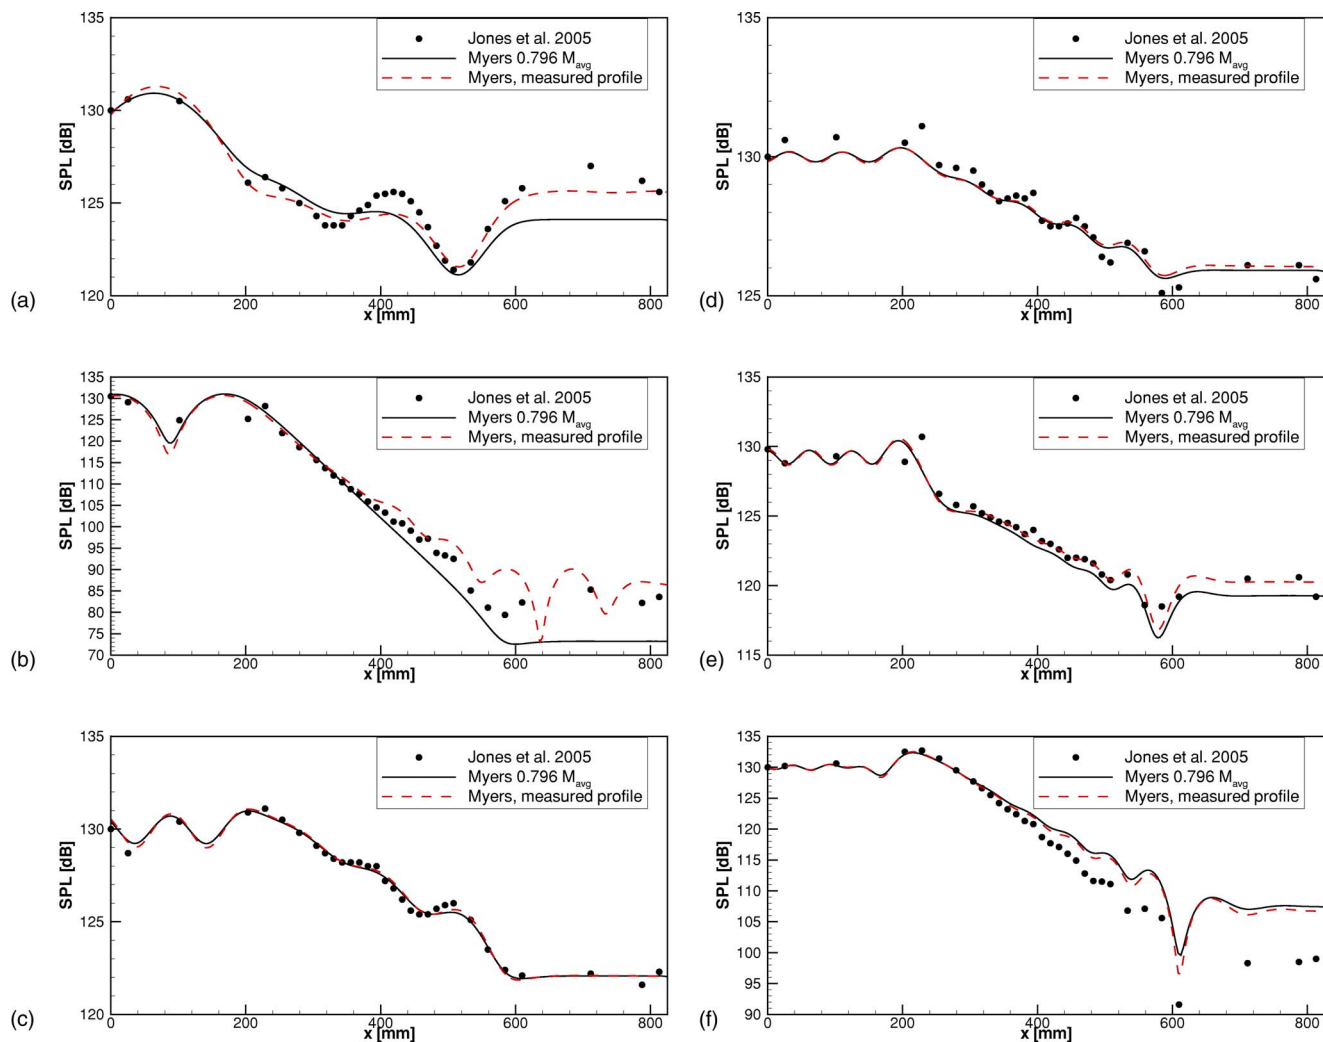 135
130
125
120
SPL [dB]
0
200
400
600
800
x [mm]
Jones et al. 2005
Myers 0.796 Mavg
Myers, measured profile
(a)
135
130
125
SPL [dB]
0
200
400
600
800
x [mm]
Jones et al. 2005
Myers 0.796 Mavg
Myers, measured profile
(d)
135
130
125
120
115
110
105
100
95
90
85
80
75
70
SPL [dB]
0
200
400
600
800
x [mm]
Jones et al. 2005
Myers 0.796 Mavg
Myers, measured profile
(b)
135
130
125
120
115
SPL [dB]
0
200
400
600
800
x [mm]
Jones et al. 2005
Myers 0.796 M
Myers, measured profile
(e)
135
130
125
120
SPL [dB]
0
200
400
600
800
x [mm]
Jones et al. 2005
Myers 0.796 Mavg
Myers, measured profile
(c)
135
130
125
120
115
110
105
100
95
90
SPL [dB]
0
200
400
600
800
x [mm]
Jones et al. 2005
Myers 0.796 Mavg
Myers, measured profile
(f)